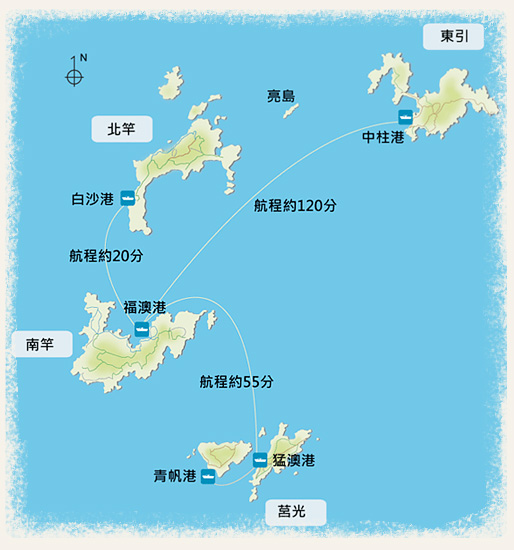 東引
N
亮島
北竿
中柱港
白沙港
航程約120分
航程約20分
福澳港
南竿
航程約55分
猛澳港
青帆港
莒光